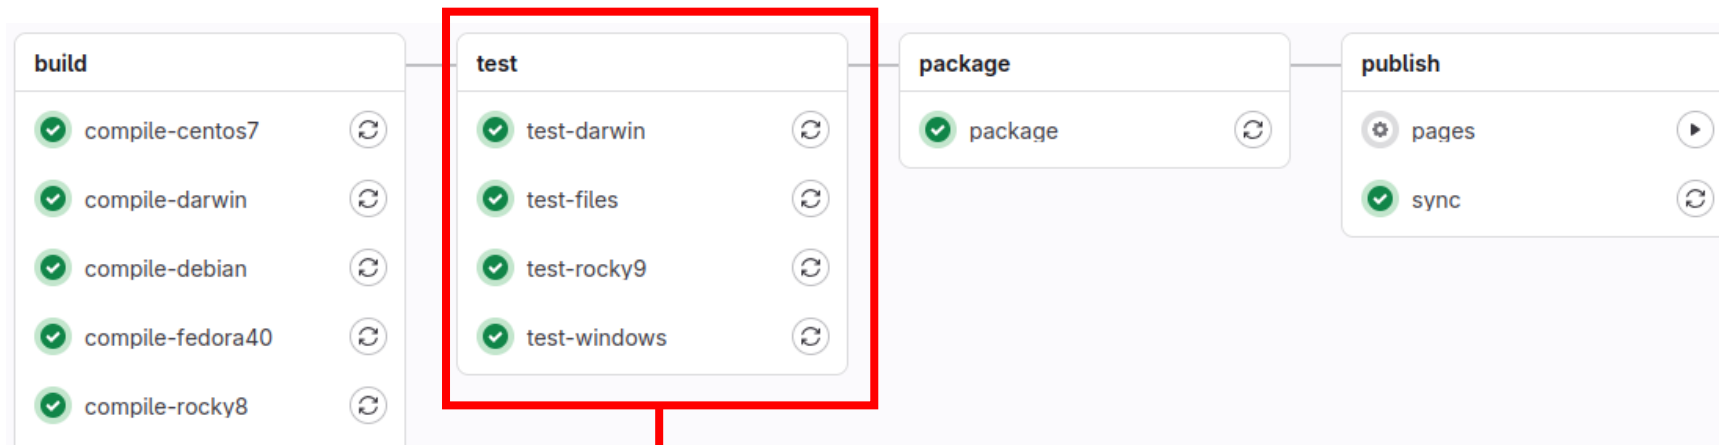 build
compile-centos7
compile-darwin
compile-debian
compile-fedora40
compile-rocky8
test
test-darwin
test-files
test-rocky9
test-windows
package
package
publish
pages
sync